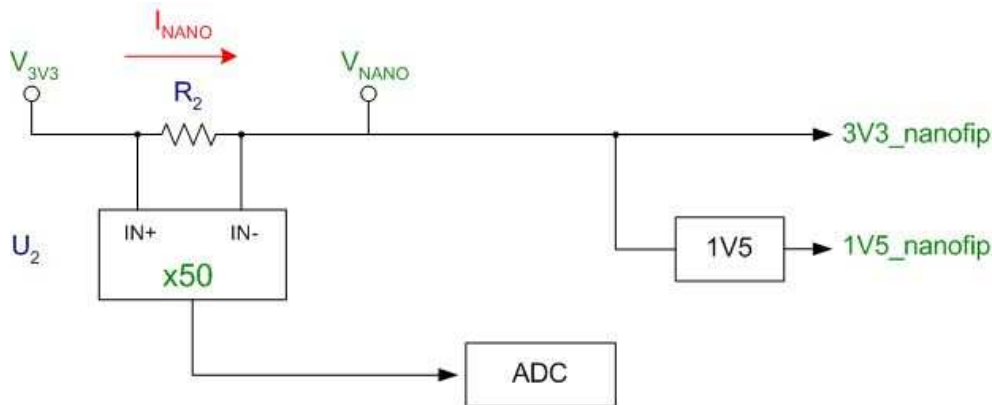 I_NANO
V_3V3
V_NANO
R_2
3V3_nanofip
IN+ IN-
U_2
x50
1V5
1V5_nanofip
ADC